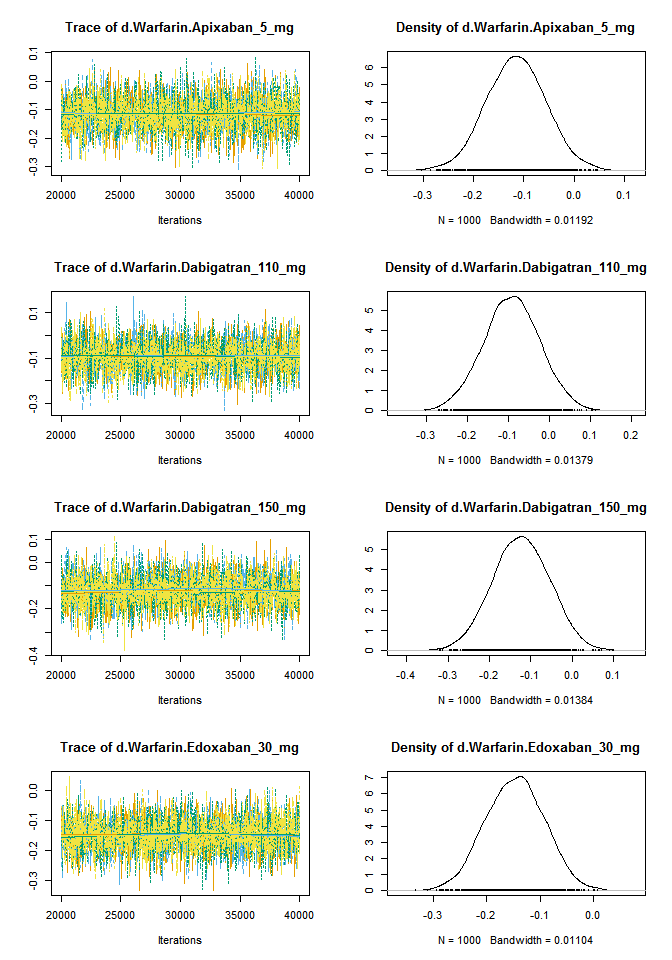 Trace of d.Warfarin.Apixaban_5_mg
0.1
0.0
-0.1
-0.2
-0.3
20000 25000 30000 35000 40000
Iterations
Density of d.Warfarin.Apixaban_5_mg
6
5
4
3
2
1
0
-0.3 -0.2 -0.1 0.0 0.1
N = 1000 Bandwidth = 0.01192
Trace of d.Warfarin.Dabigatran_110_mg
0.1
-0.1
-0.3
20000 25000 30000 35000 40000
Iterations
Density of d.Warfarin.Dabigatran_110_mg
5
4
3
2
1
0
-0.3 -0.2 -0.1 0.0 0.1 0.2
N = 1000 Bandwidth = 0.01379
Trace of d.Warfarin.Dabigatran_150_mg
0.1
0.0
-0.2
-0.4
20000 25000 30000 35000 40000
Iterations
Density of d.Warfarin.Dabigatran_150_mg
5
4
3
2
1
0
-0.4 -0.3 -0.2 -0.1 0.0 0.1
N = 1000 Bandwidth = 0.01384
Trace of d.Warfarin.Edoxaban_30_mg
0.0
-0.1
-0.2
-0.3
20000 25000 30000 35000 40000
Iterations
Density of d.Warfarin.Edoxaban_30_mg
7
6
5
4
3
2
1
0
-0.3 -0.2 -0.1 0.0
N = 1000 Bandwidth = 0.01104